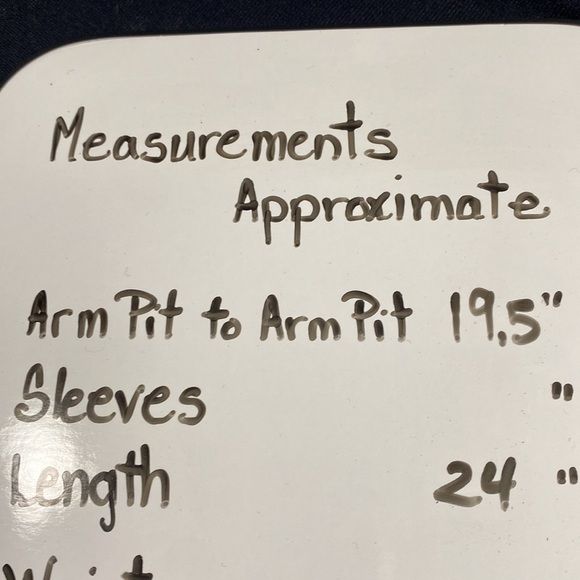 Measurements
Approximate
Arm Pit to Arm Pit 19.5"
Sleeves "
Length 24 "